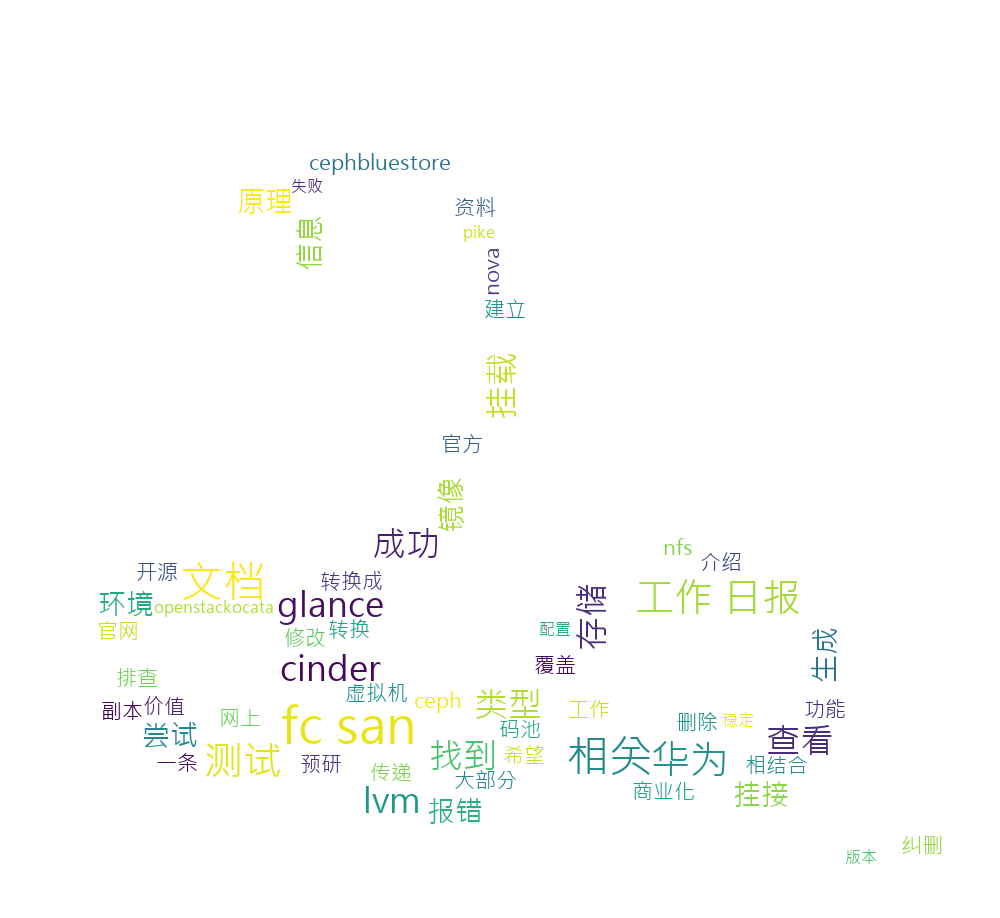 cephbluestore
失败
原理
资料
信息
pike
nova
建立
挂载
官方
镜像
成功
nfs
介绍
开源
文档
转换成
工作 日报
环境
openstackocata
glance
存储
官网
修改
转换
配置
生成
cinder
覆盖
排查
虚拟机
ceph
类型
副本
价值
网上
fc san
码池
工作
删除
稳定
功能
尝试
测试
找到
希望
相关
华为
查看
一条
预研
传递
大部分
相结合
lvm
报错
商业化
挂接
纠删
版本